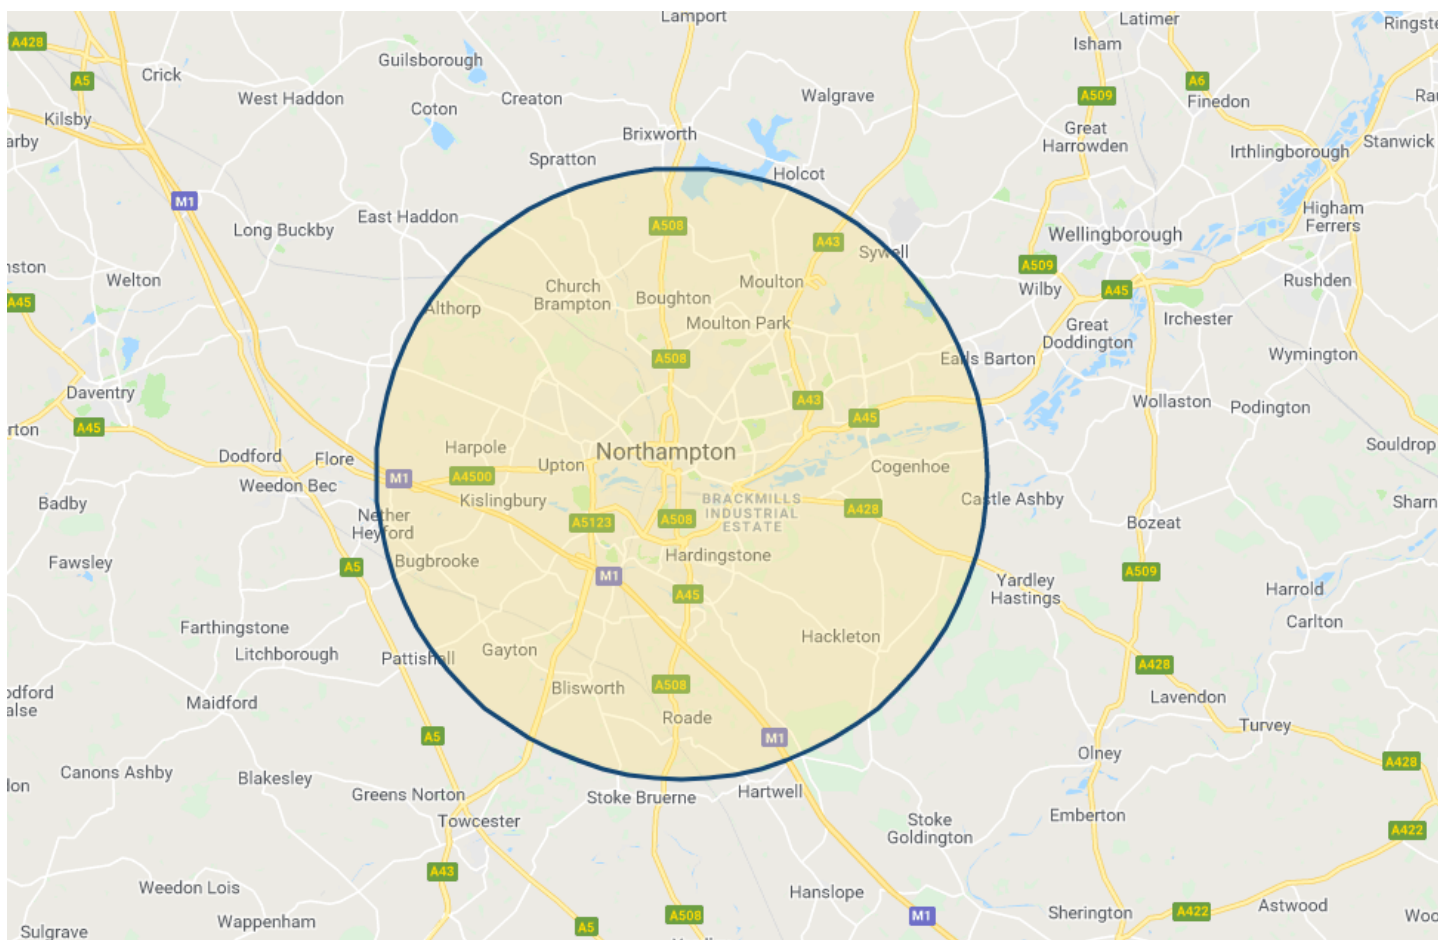 Lamport
Latimer
Ringste
A428
Isham
Guilsborough
Crick
A5
A6
West Haddon
Creaton
Walgrave
A509
Finedon
Rau
Coton
Kilsby
Brixworth
Great
Harrowden
Stanwick
arby
Irthlingborough
Spratton
Holcot
M1
East Haddon
Higham
Ferrers
Long Buckby
A508
A43
Wellingborough
Sywell
nston
Welton
A509
Moulton
Rushden
Church
Brampton
Boughton
Wilby
A45
A45
Althorp
Moulton Park
Irchester
Great
Doddington
A508
Earls Barton
Wymington
Daventry
A43
Wollaston
Podington
A45
A45
rton
Harpole
Northampton
Souldrop
Dodford
Flore
Upton
Cogenhoe
M1
A4500
Weedon Bec
Kislingbury
BRACKMILLS
INDUSTRIAL
ESTATE
Castle Ashby
Badby
A428
Sharn
Nether
Heyford
A5123
A508
Bozeat
Fawsley
Bugbrooke
Hardingstone
A5
M1
A509
Yardley
Hastings
Harrold
A45
Carlton
Farthingstone
Hackleton
Litchborough
Pattishall
Gayton
A428
odford
alse
Blisworth
A508
Lavendon
Maidford
Roade
Turvey
A5
M1
Olney
A428
Canons Ashby
Blakesley
don
Greens Norton
Stoke Bruerne
Hartwell
Towcester
Stoke
Goldington
Emberton
A422
A43
Weedon Lois
Hanslope
Wappenham
A508
M1
Sherington
A422
Astwood
Woo
Sulgrave
A5